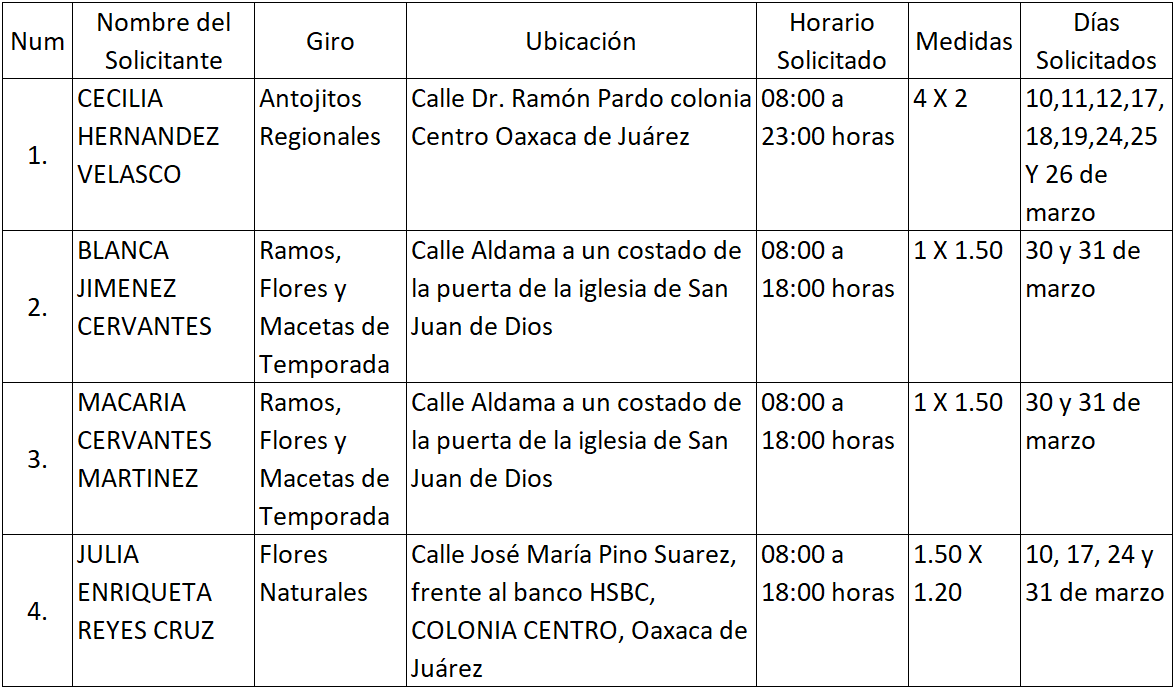 Num
Nombre del
Solicitante
Giro
Ubicación
Horario
Solicitado
Medidas
Días
Solicitados
1.
CECILIA
HERNANDEZ
VELASCO
Antojitos
Regionales
Calle Dr. Ramón Pardo colonia
Centro Oaxaca de Juárez
08:00 a
23:00 horas
4 X 2
10,11,12,17,
18,19,24,25
Y 26 de
marzo
2.
BLANCA
JIMENEZ
CERVANTES
Ramos,
Flores y
Macetas de
Temporada
Calle Aldama a un costado de
la puerta de la iglesia de San
Juan de Dios
08:00 a
18:00 horas
1 X 1.50
30 y 31 de
marzo
3.
MACARIA
CERVANTES
MARTINEZ
Ramos,
Flores y
Macetas de
Temporada
Calle Aldama a un costado de
la puerta de la iglesia de San
Juan de Dios
08:00 a
18:00 horas
1 X 1.50
30 y 31 de
marzo
4.
JULIA
ENRIQUETA
REYES CRUZ
Flores
Naturales
Calle José María Pino Suarez,
frente al banco HSBC,
COLONIA CENTRO, Oaxaca de
Juárez
08:00 a
18:00 horas
1.50 X
1.20
10, 17, 24 y
31 de marzo